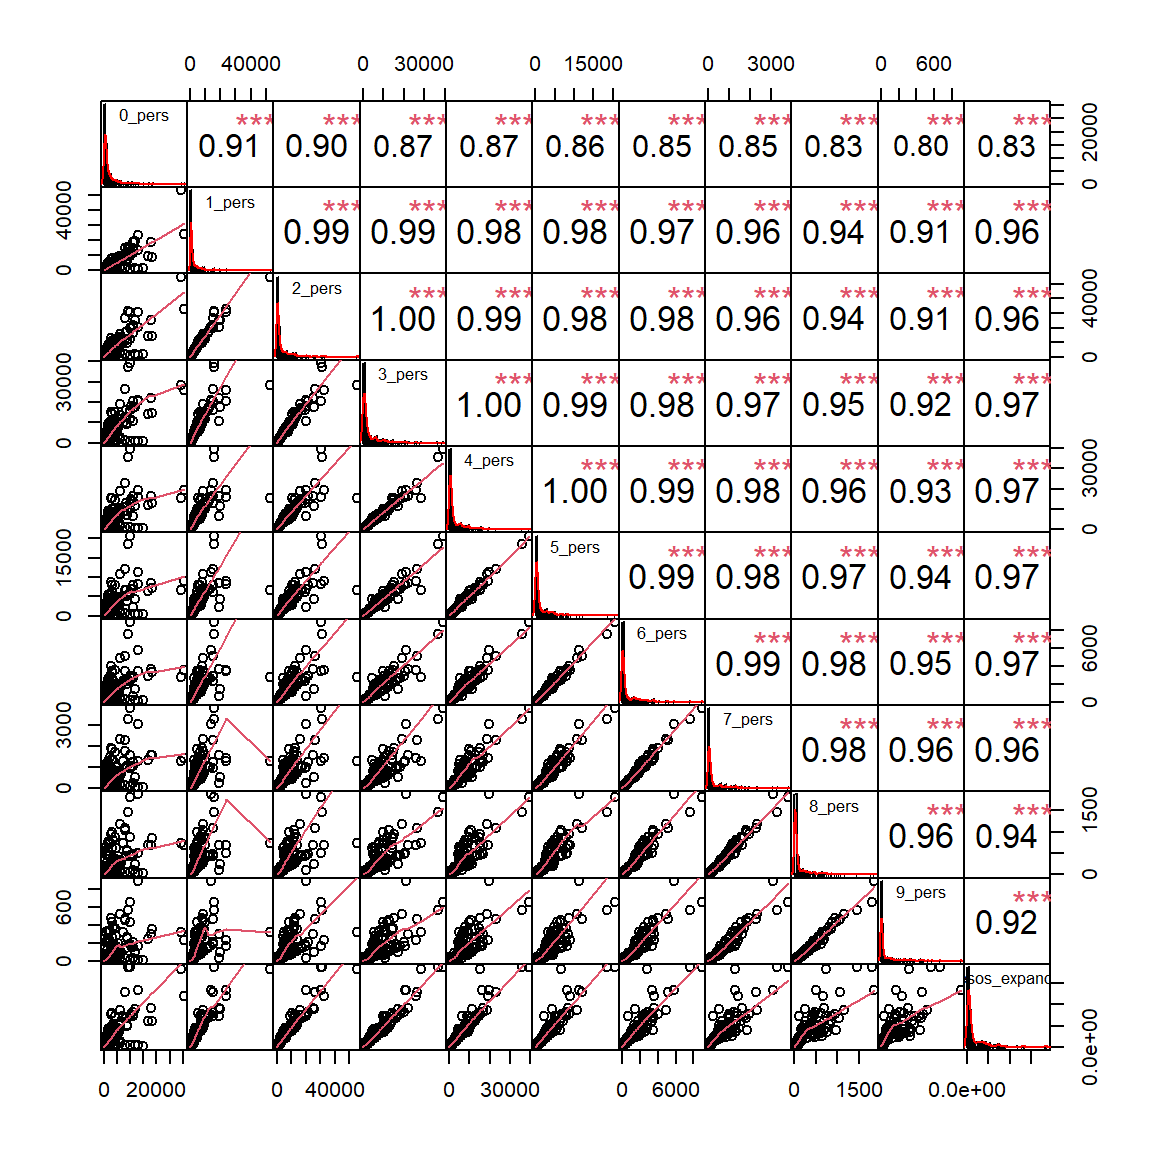 0 40000 0 30000 0 15000 0 3000 0 600
0_pers *** 0.91 *** 0.90 *** 0.87 *** 0.87 *** 0.86 *** 0.85 *** 0.85 *** 0.83 *** 0.80 *** 0.83 0 20000
0 40000 1_pers *** 0.99 *** 0.99 *** 0.98 *** 0.98 *** 0.97 *** 0.96 *** 0.94 *** 0.91 *** 0.96
2_pers *** 1.00 *** 0.99 *** 0.98 *** 0.98 *** 0.96 *** 0.94 *** 0.91 *** 0.96 0 40000
0 30000 3_pers *** 1.00 *** 0.99 *** 0.98 *** 0.97 *** 0.95 *** 0.92 *** 0.97
4_pers *** 1.00 *** 0.99 *** 0.98 *** 0.96 *** 0.93 *** 0.97 0 30000
0 15000 5_pers *** 0.99 *** 0.98 *** 0.97 *** 0.94 *** 0.97
6_pers *** 0.99 *** 0.98 *** 0.95 *** 0.97 0 6000
0 3000 7_pers *** 0.98 *** 0.96 *** 0.96
8_pers *** 0.96 *** 0.94 0 1500
0 600 9_pers *** 0.92
sos_expand 0.0e+00
0 20000 0 40000 0 30000 0 6000 0 1500 0.0e+00